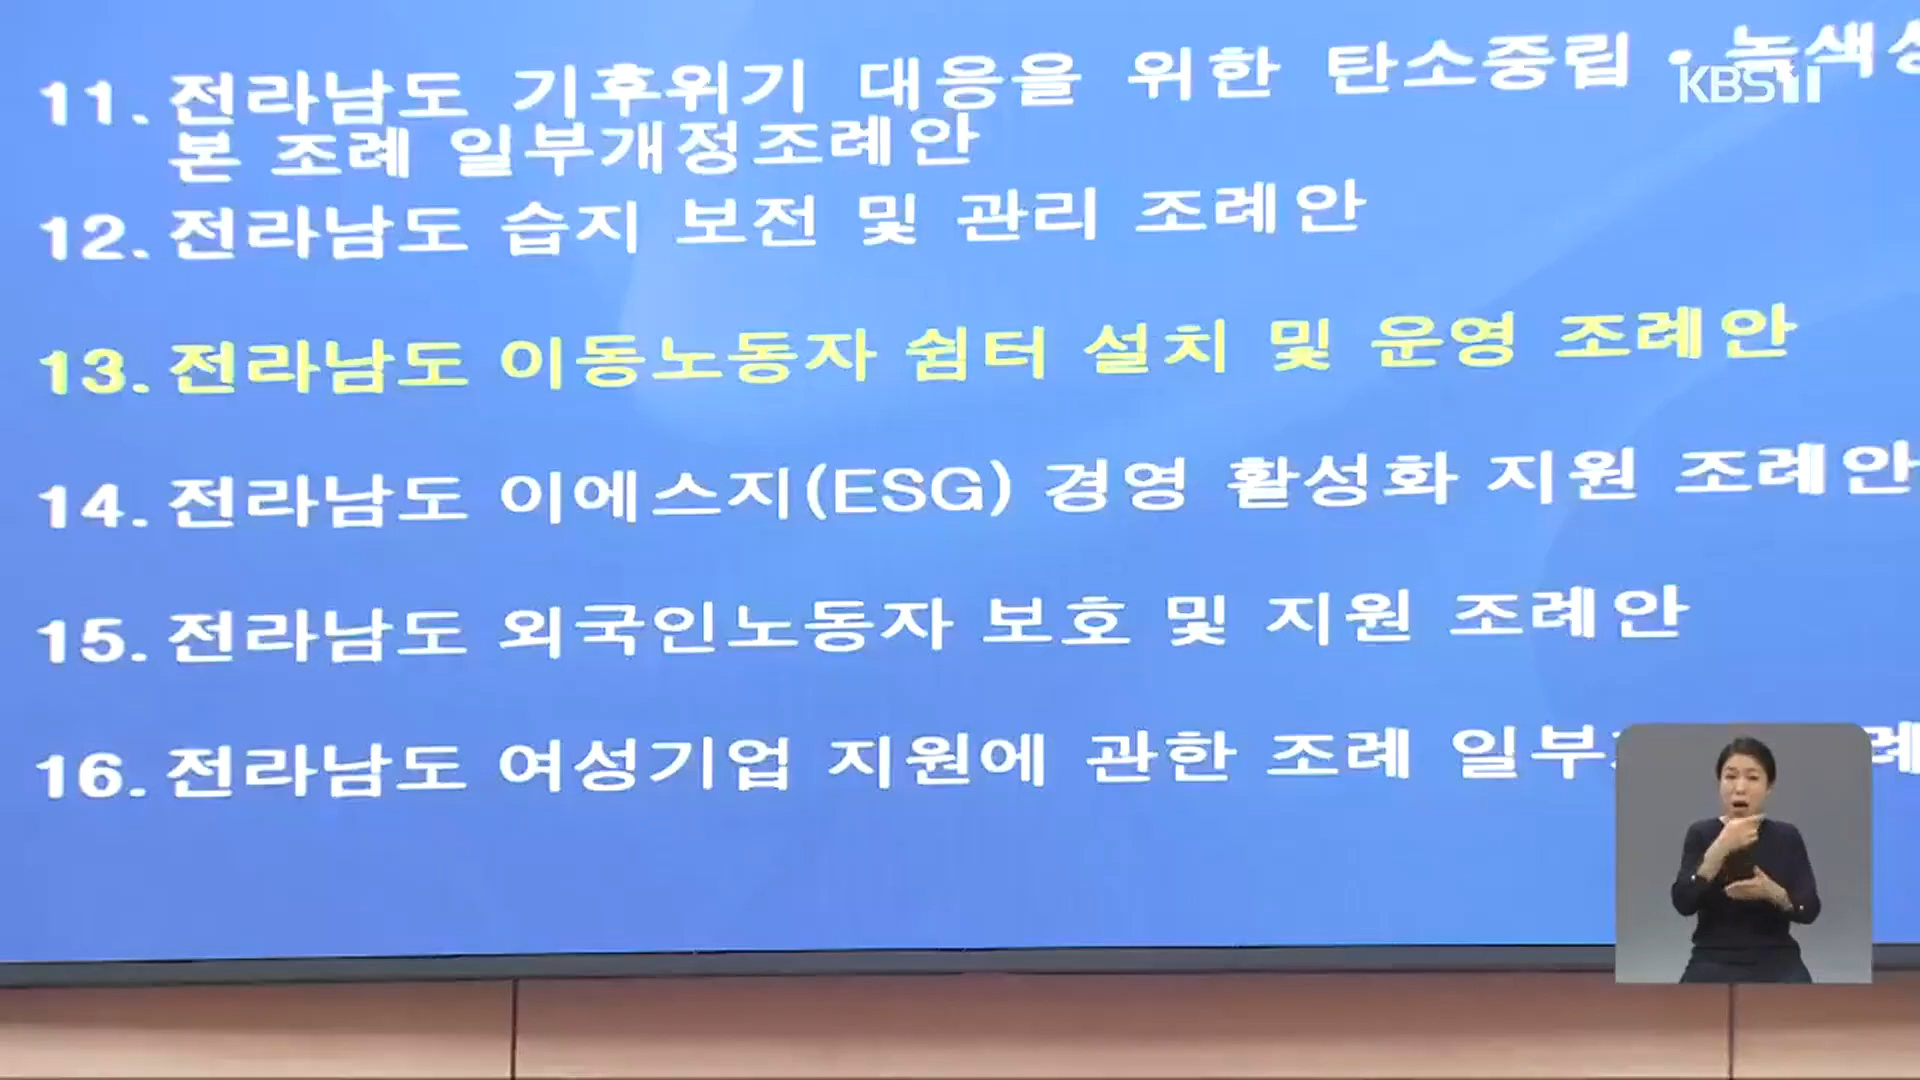 11. 전라남도 기후위기 대응을 위한 탄소중립·녹색성
KBS 1
본 조례 일부개정조례안
12. 전라남도 습지 보전 및 관리 조례안
13. 전라남도 이동노동자 쉼터 설치 및 운영 조례안
14. 전라남도 이에스지(ESG) 경영 활성화 지원 조례안
15. 전라남도 외국인노동자 보호 및 지원 조례안
16. 전라남도 여성기업 지원에 관한 조례 일부